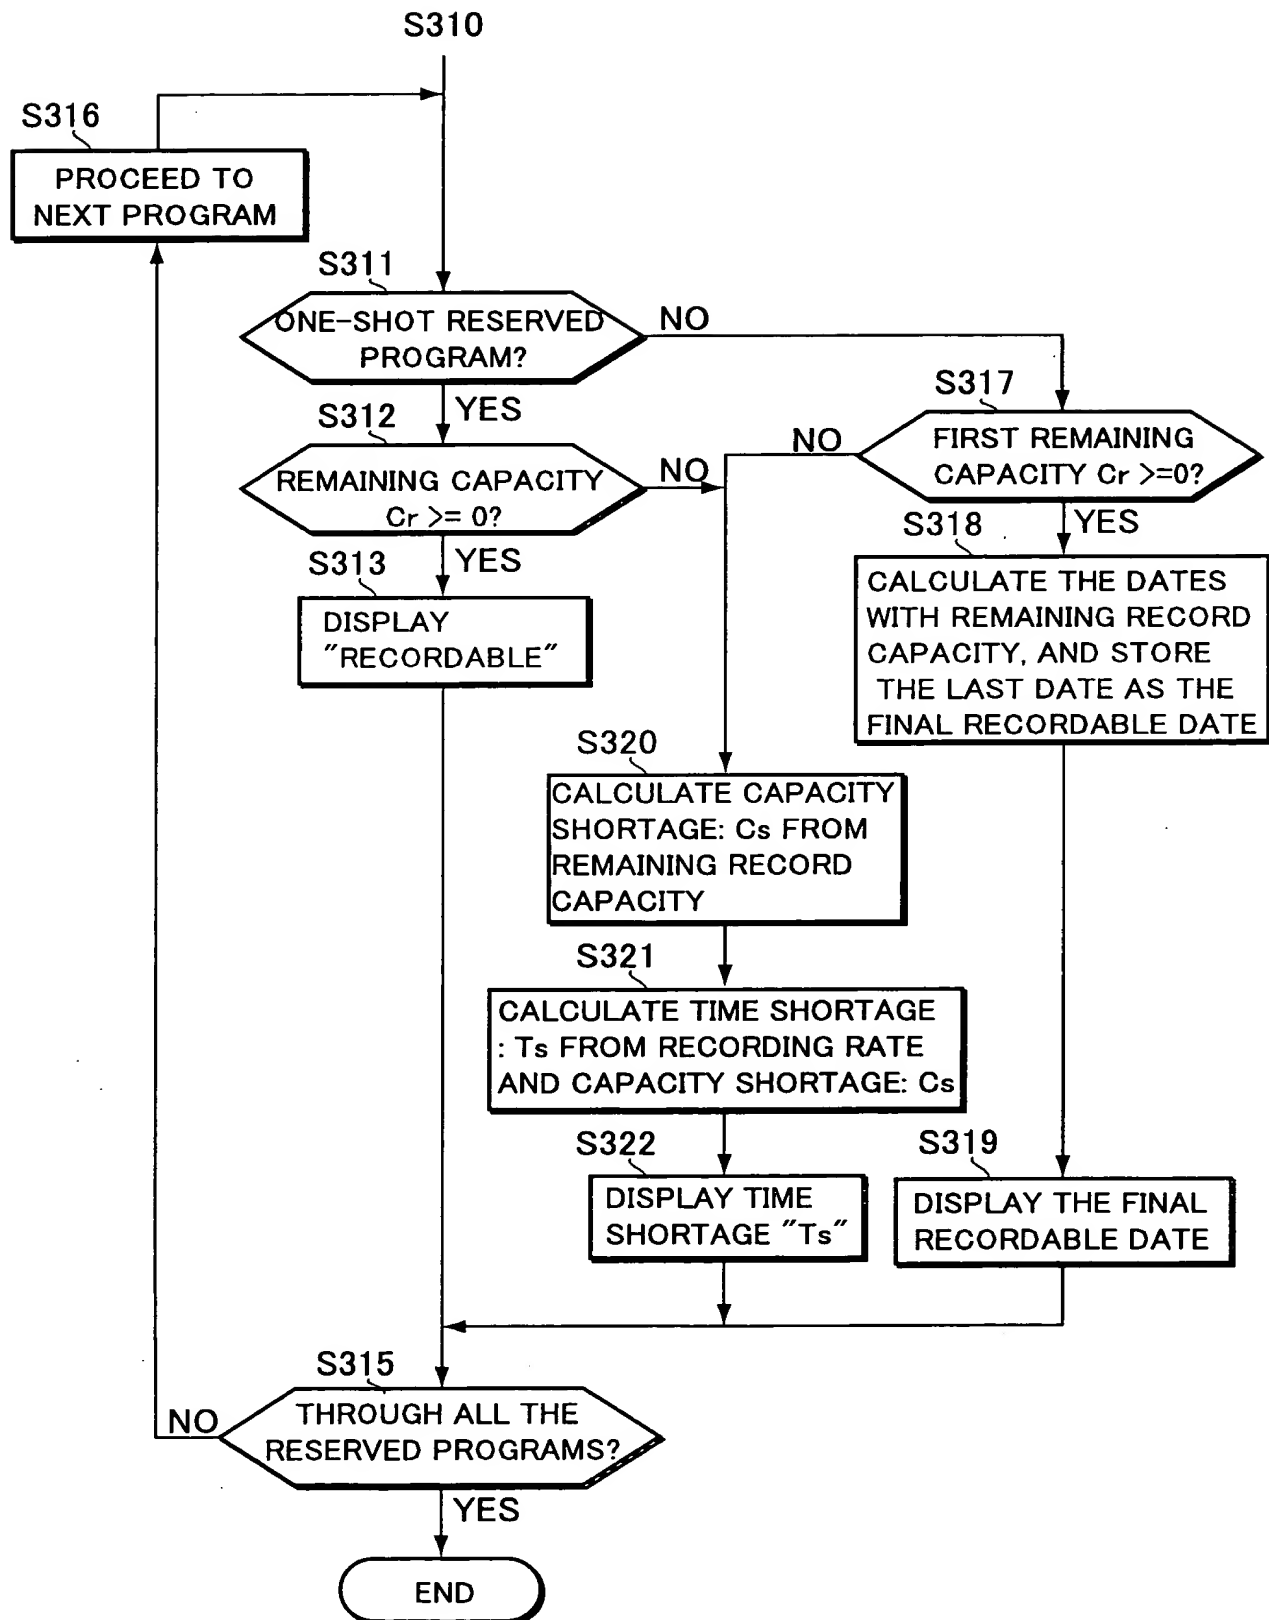 S310
S316
PROCEED TO
NEXT PROGRAM
S311
ONE-SHOT RESERVED
PROGRAM?
NO
YES
S312
REMAINING CAPACITY
Cr >= 0?
NO
YES
S313
DISPLAY
"RECORDABLE"
S317
FIRST REMAINING
CAPACITY Cr >=0?
NO
YES
S318
CALCULATE THE DATES
WITH REMAINING RECORD
CAPACITY, AND STORE
THE LAST DATE AS THE
FINAL RECORDABLE DATE
S320
CALCULATE CAPACITY
SHORTAGE: Cs FROM
REMAINING RECORD
CAPACITY
S321
CALCULATE TIME SHORTAGE
: Ts FROM RECORDING RATE
AND CAPACITY SHORTAGE: Cs
S322
DISPLAY TIME
SHORTAGE "Ts"
S319
DISPLAY THE FINAL
RECORDABLE DATE
S315
THROUGH ALL THE
RESERVED PROGRAMS?
NO
YES
END